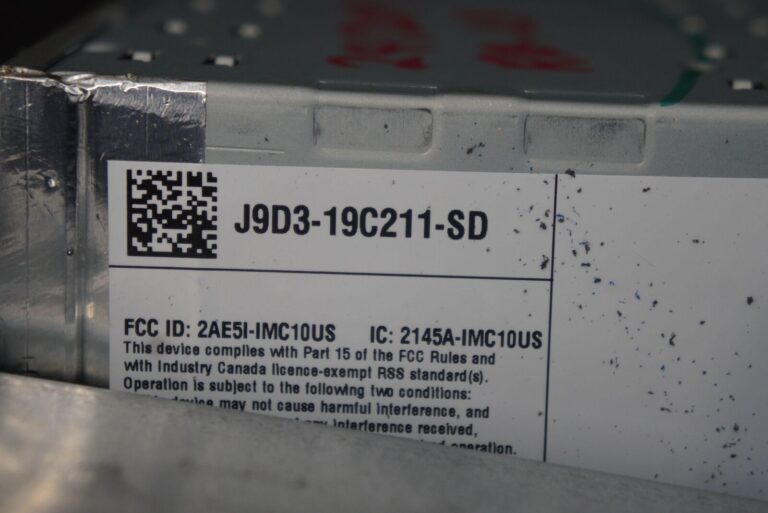 J9D3-19C211-SD
FCC ID: 2AE5I-IMC10US IC: 2145A-IMC10US
This device complies with Part 15 of the FCC Rules and
with Industry Canada licence-exempt RSS standard(s).
Operation is subject to the following two conditions:
device may not cause harmful interference, and
any interference received,
operation.